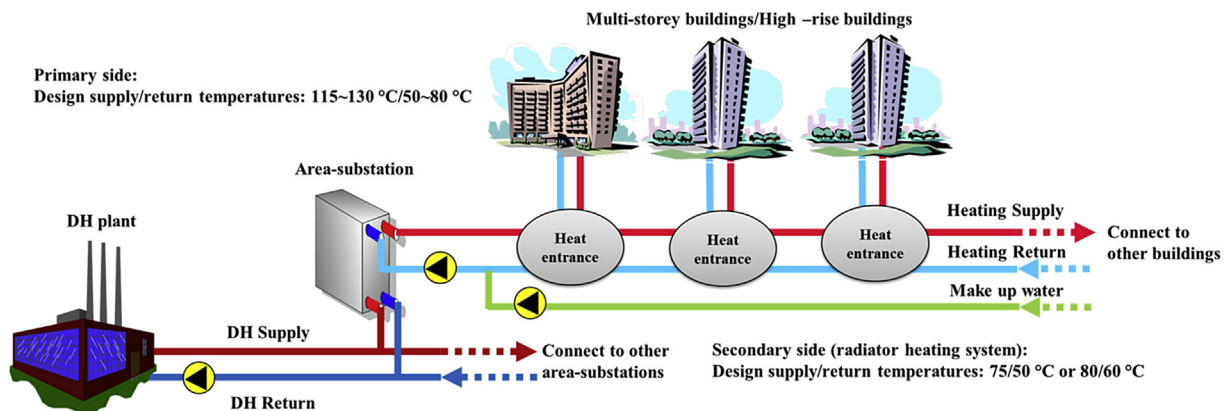 Multi-storey buildings/High –rise buildings
Primary side:
Design supply/return temperatures: 115~130 °C/50~80 °C
Area-substation
DH plant
Heat
entrance
Heat
entrance
Heat
entrance
Heating Supply
Heating Return
Connect to
other buildings
Make up water
DH Supply
Connect to other
area-substations
DH Return
Secondary side (radiator heating system):
Design supply/return temperatures: 75/50 °C or 80/60 °C